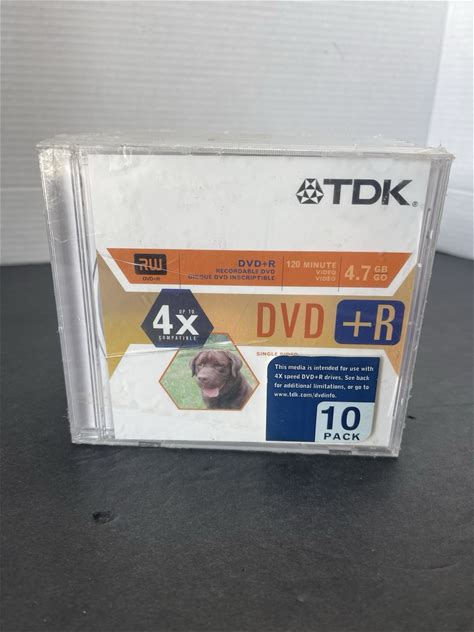 TDK
RW
DVD+R
DVD+R
RECORDABLE DVD
DISQUE DVD INSCRIPTIBLE
120 MINUTE
VIDEO
VIDEO
4.7 GB
GO
UP TO
4X
COMPATIBLE
DVD +R
SINGLE SIDED
This media is intended for use with
4X speed DVD+R drives. See back
for additional limitations, or go to
www.tdk.com/dvdinfo.
10
PACK